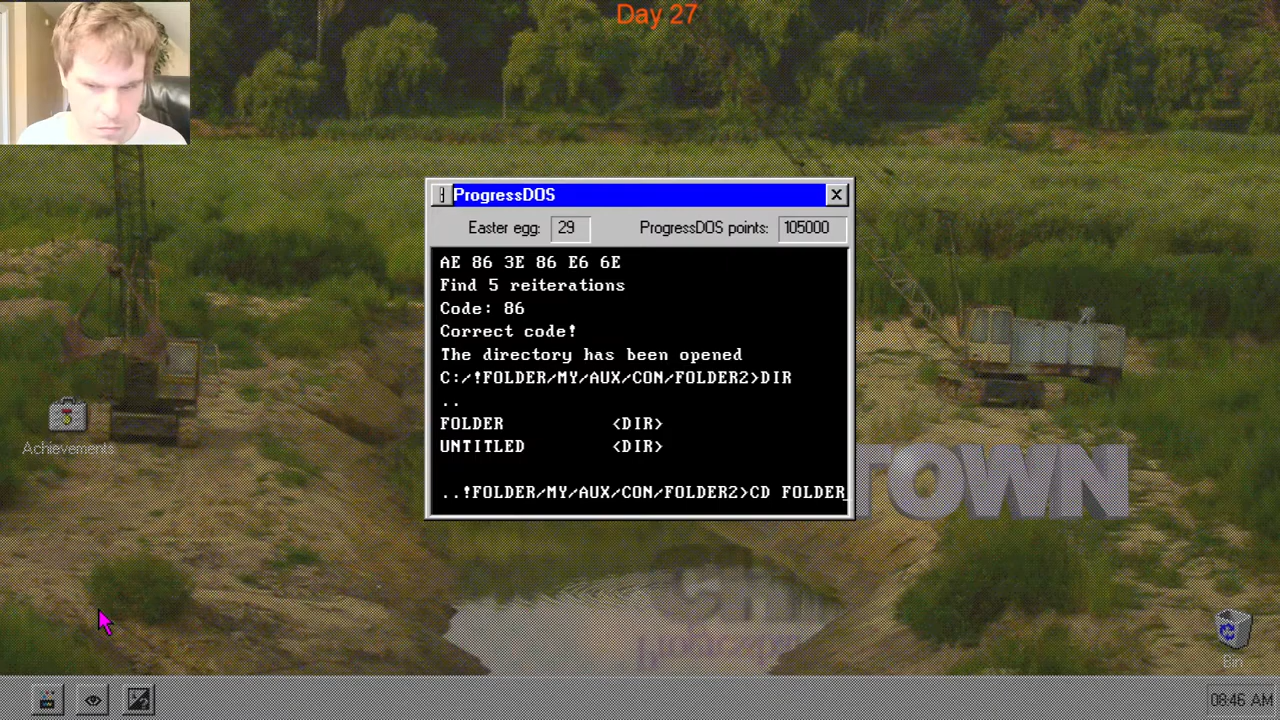 Day 27
ProgressDOS
Easter egg: 29 ProgressDOS points: 105000
AE 86 3E 86 E6 6E
Find 5 reiterations
Code: 86
Correct code!
The directory has been opened
C:/!FOLDER/MY/AUX/CON/FOLDER2>DIR
..
FOLDER <DIR>
UNTITLED <DIR>
..!FOLDER/MY/AUX/CON/FOLDER2>CD FOLDER_
Achievements
TOWN
Bin
08:46 AM